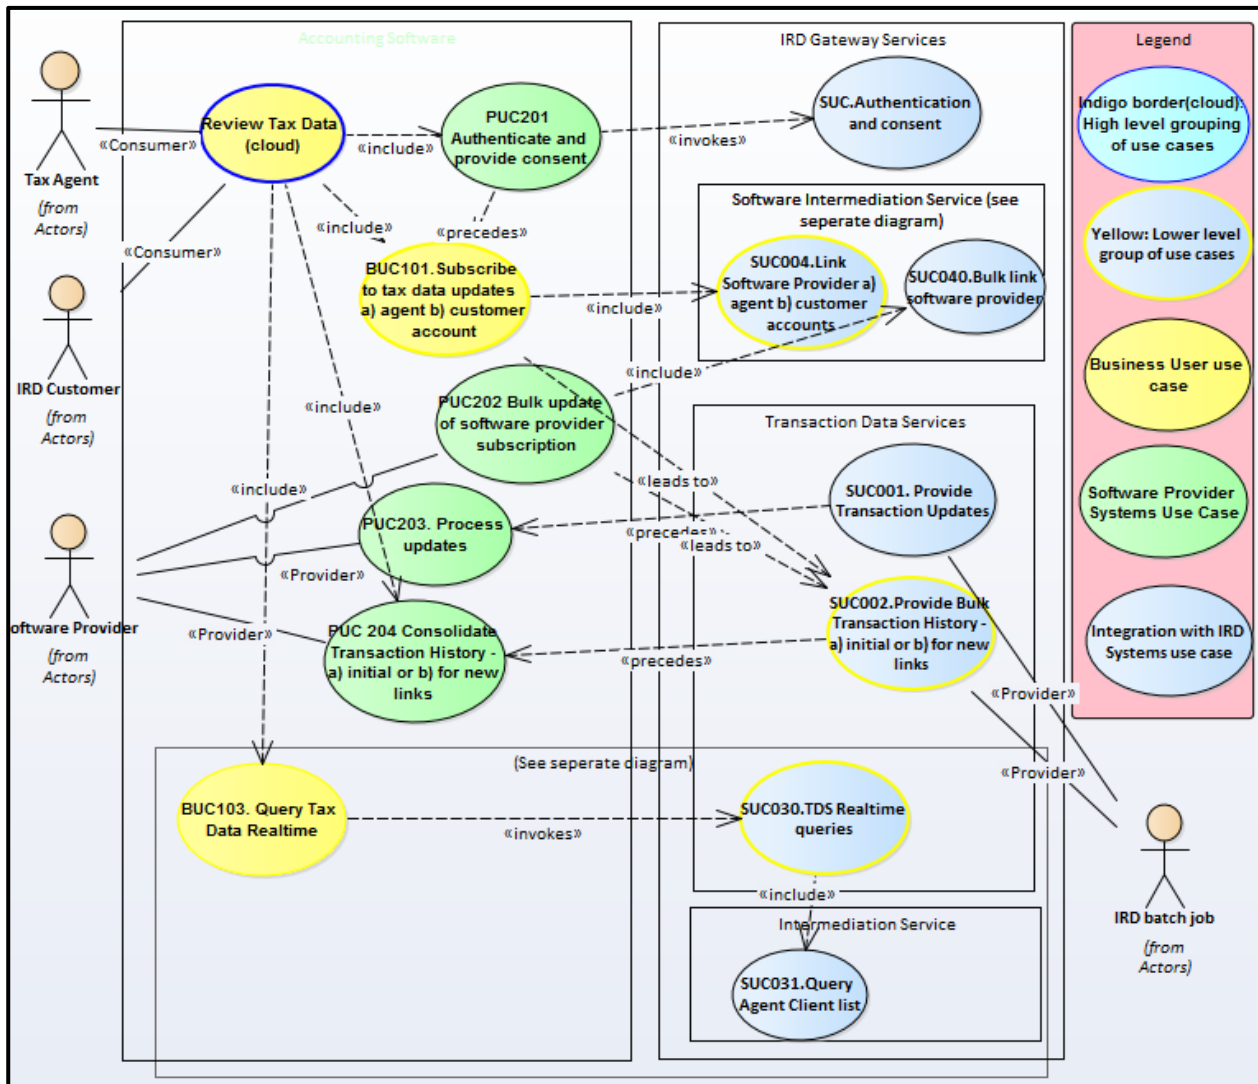 Accounting Software
IRD Gateway Services
Legend
Tax Agent
(from
Actors)
«Consumer»
Review Tax Data
(cloud)
«include»
PUC201
Authenticate and
provide consent
«invokes»
SUC.Authentication
and consent
Indigo border(cloud):
High level grouping
of use cases
«Consumer»
«include»
«precedes»
Software Intermediation Service (see
seperate diagram)
Yellow: Lower level
group of use cases
IRD Customer
(from
Actors)
BUC101.Subscribe
to tax data updates
a) agent b) customer
account
«include»
SUC004.Link
Software Provider a)
agent b) customer
accounts
SUC040.Bulk link
software provider
Business User use
case
«include»
«include»
PUC202 Bulk update
of software provider
subscription
Transaction Data Services
«include»
«leads to»
SUC001. Provide
Transaction Updates
Software Provider
Systems Use Case
PUC203. Process
updates
«precedes»
«leads to»
«Provider»
oftware Provider
(from
Actors)
«Provider»
PUC 204 Consolidate
Transaction History -
a) initial or b) for new
links
«precedes»
SUC002.Provide Bulk
Transaction History -
a) initial or b) for new
links
Integration with IRD
Systems use case
«Provider»
«Provider»
(See seperate diagram)
BUC103. Query Tax
Data Realtime
«invokes»
SUC030.TDS Realtime
queries
«include»
IRD batch job
(from
Actors)
Intermediation Service
SUC031.Query
Agent Client list